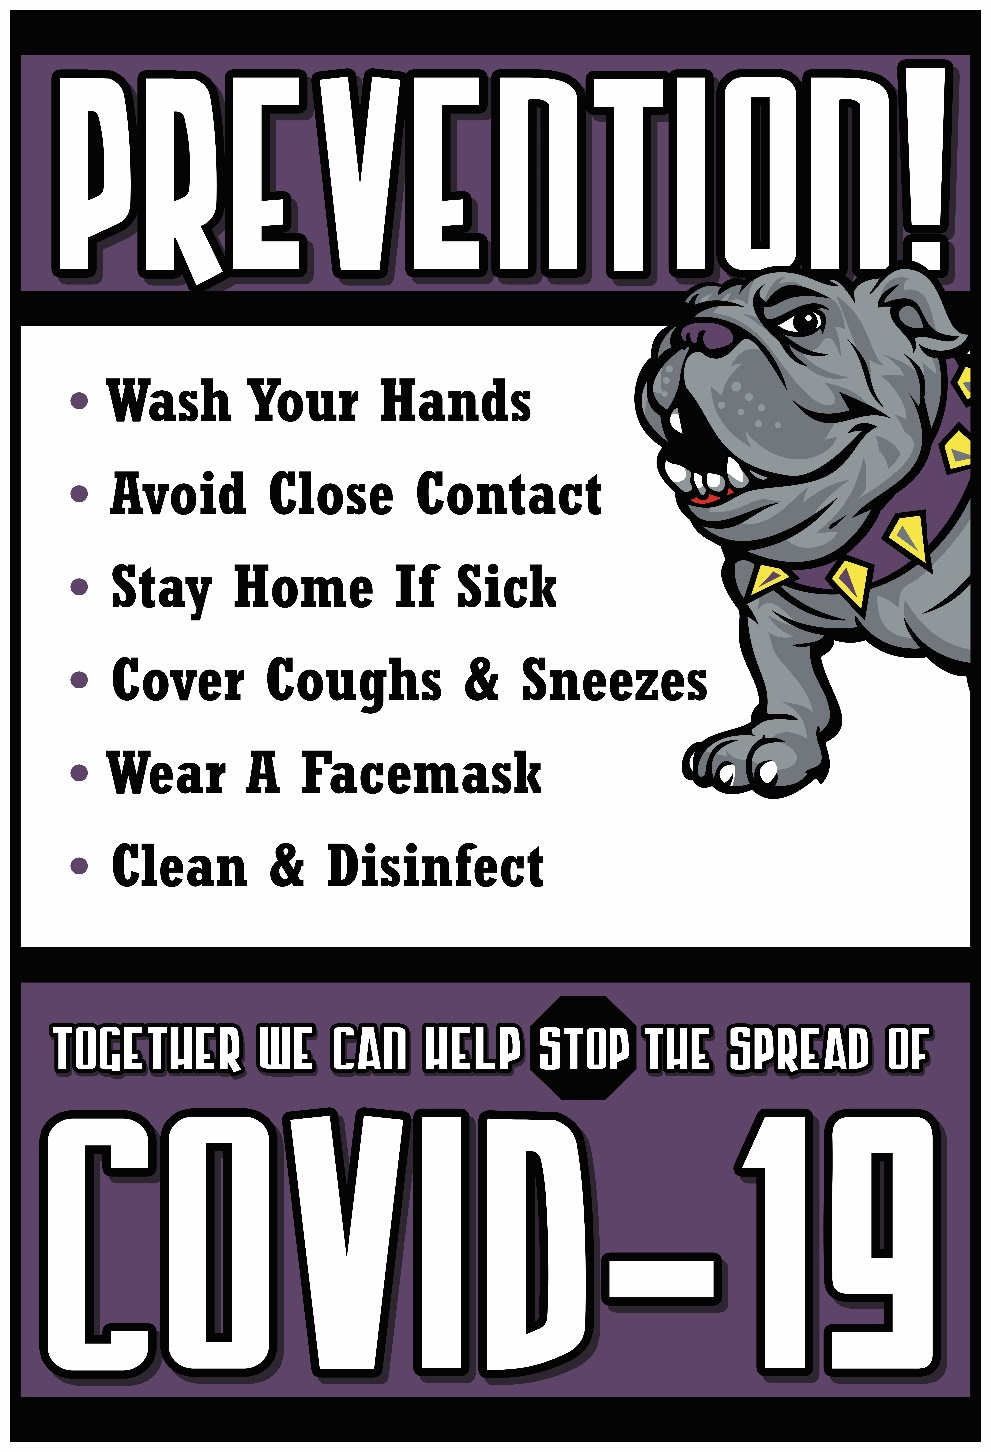 PREVENTION!
• Wash Your Hands
• Avoid Close Contact
• Stay Home If Sick
• Cover Coughs & Sneezes
• Wear A Facemask
• Clean & Disinfect
TOGETHER WE CAN HELP STOP THE SPREAD OF
COVID-19